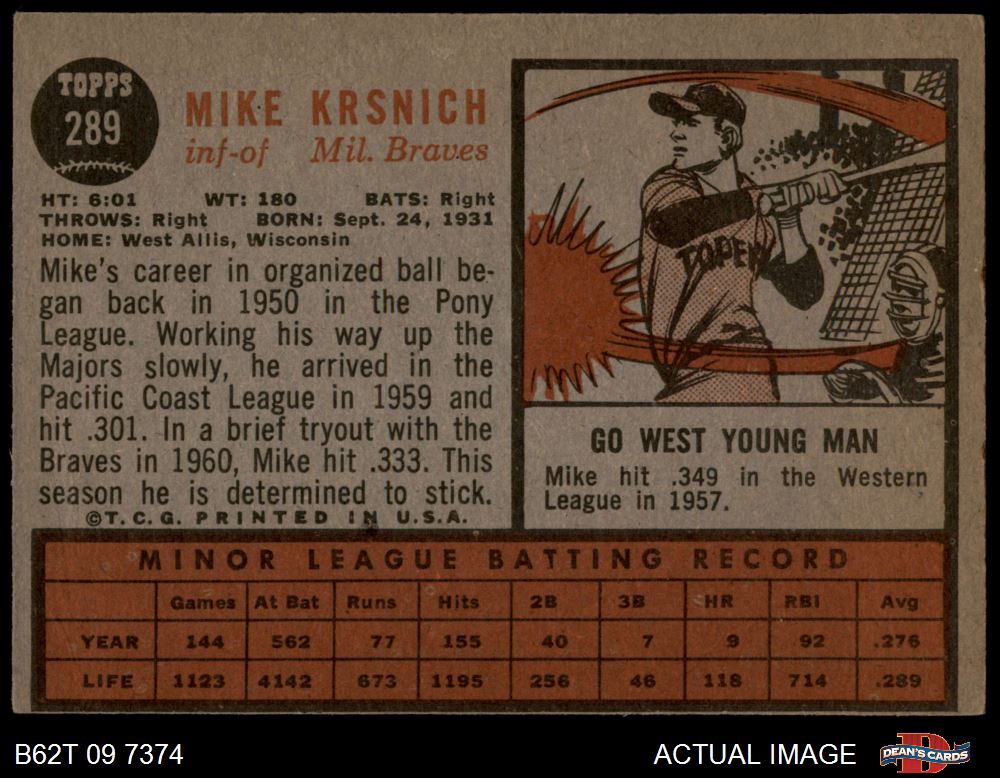 TOPPS
289
MIKE KRSNICH
inf-of Mil. Braves
HT: 6:01 WT: 180 BATS: Right
THROWS: Right BORN: Sept. 24, 1931
HOME: West Allis, Wisconsin
Mike's career in organized ball be-
gan back in 1950 in the Pony
League. Working his way up the
Majors slowly, he arrived in the
Pacific Coast League in 1959 and
hit .301. In a brief tryout with the
Braves in 1960, Mike hit .333. This
season he is determined to stick.
©T.C.G. PRINTED IN U.S.A.
GO WEST YOUNG MAN
Mike hit .349 in the Western
League in 1957.
MINOR LEAGUE BATTING RECORD
Games At Bat Runs Hits 2B 3B HR RBI Avg
YEAR 144 562 77 155 40 7 9 92 .276
LIFE 1123 4142 673 1195 256 46 118 714 .289
B62T 09 7374 ACTUAL IMAGE
DEAN'S CARDS